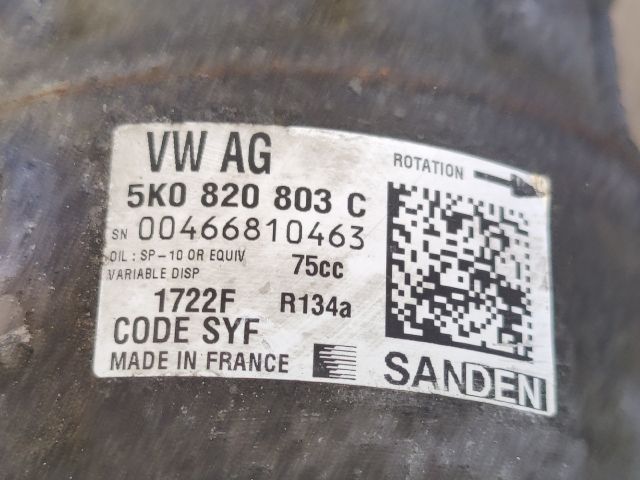 VW AG
ROTATION
5K0 820 803 C
SN 00466810463
OIL : SP-10 OR EQUIV
75cc
VARIABLE DISP
1722F
R134a
CODE SYF
MADE IN FRANCE
SANDEN